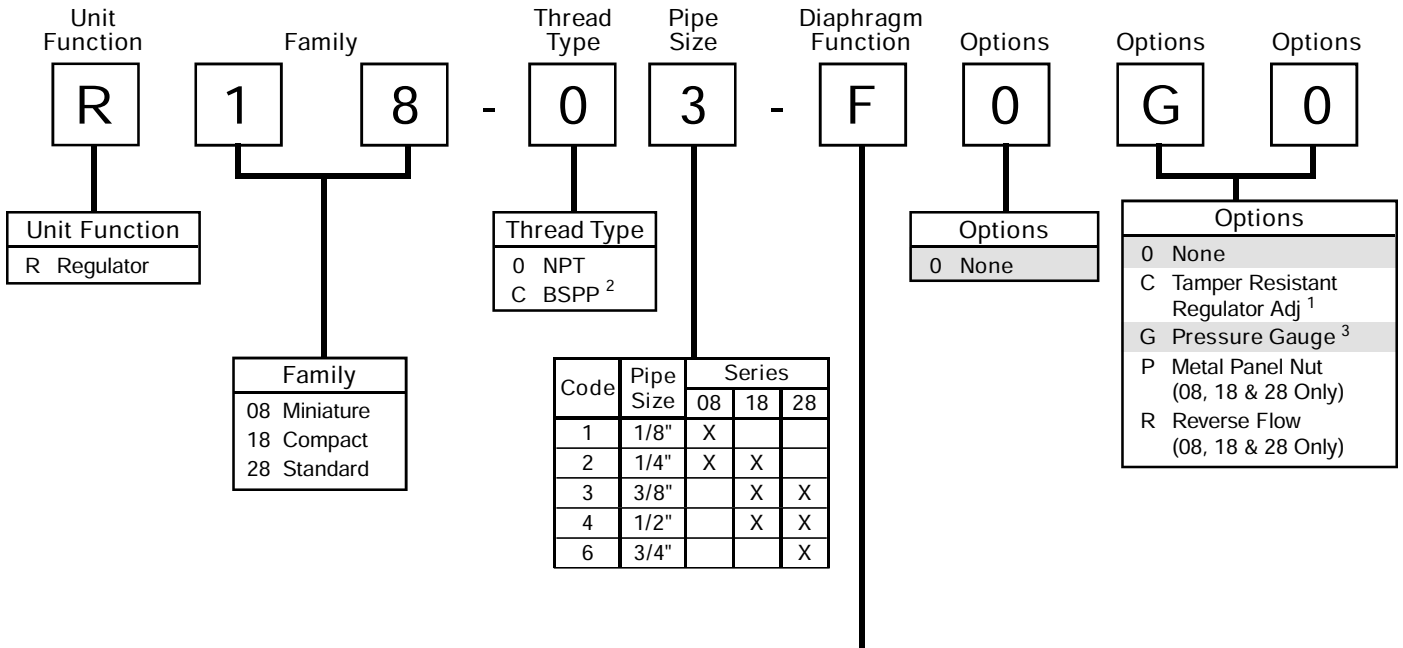 Unit Function
Family
Thread Type
Pipe Size
Diaphragm Function
Options
Options
Options
R 1 8 - 0 3 - F 0 G 0
Unit Function
R Regulator
Thread Type
0 NPT
C BSPP 2
Options
0 None
Options
0 None
C Tamper Resistant
Regulator Adj 1
G Pressure Gauge 3
P Metal Panel Nut
(08, 18 & 28 Only)
R Reverse Flow
(08, 18 & 28 Only)
Family
08 Miniature
18 Compact
28 Standard
Code Pipe Size Series
08 18 28
1 1/8" X
2 1/4" X X
3 3/8" X X
4 1/2" X X
6 3/4" X